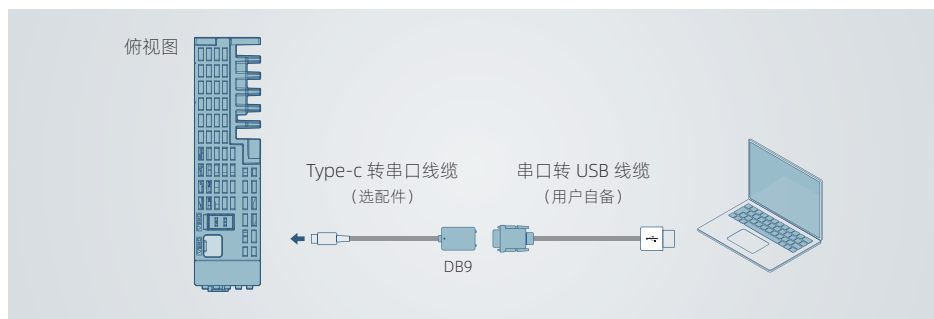 俯视图
Type-c 转串口线缆
（选配件）
串口转 USB 线缆
（用户自备）
DB9